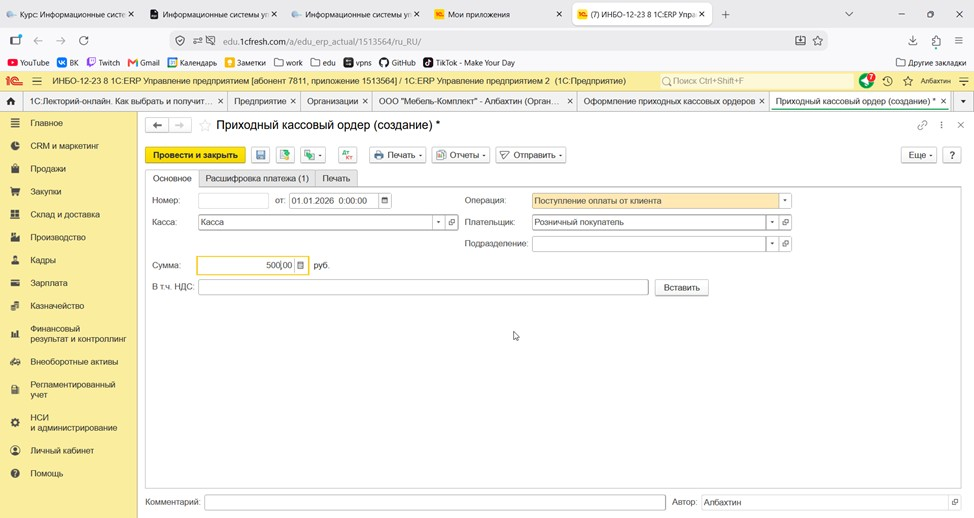 Курс: Информационные систем
Информационные системы уп
Информационные системы уп
Мои приложения
(7) ИНБО-12-23 8 1С:ERP Упра
edu.1cfresh.com/a/edu_erp_actual/1513564/ru_RU/
YouTube ВК Twitch Gmail Календарь Заметки work edu vpns GitHub TikTok - Make Your Day Другие закладки
ИНБО-12-23 8 1С:ERP Управление предприятием [абонент 7811, приложение 1513564] / 1С:ERP Управление предприятием 2 (1С:Предприятие)
Поиск Ctrl+Shift+F
7
Албахтин
1С:Лекторий-онлайн. Как выбрать и получит...
Предприятие
Организации
ООО "Мебель-Комплект" - Албахтин (Орган...
Оформление приходных кассовых ордеров
Приходный кассовый ордер (создание) *
Главное
CRM и маркетинг
Продажи
Закупки
Склад и доставка
Производство
Кадры
Зарплата
Казначейство
Финансовый
результат и контроллинг
Внеоборотные активы
Регламентированный
учет
НСИ
и администрирование
Личный кабинет
Помощь
Приходный кассовый ордер (создание) *
Провести и закрыть
Дт
Кт
Печать
Отчеты
Отправить
Еще
?
Основное
Расшифровка платежа (1)
Печать
Номер:
от: 01.01.2026 0:00:00
Операция: Поступление оплаты от клиента
Касса: Касса
Плательщик: Розничный покупатель
Подразделение:
Сумма: 500,00 руб.
В т.ч. НДС:
Вставить
Комментарий:
Автор: Албахтин